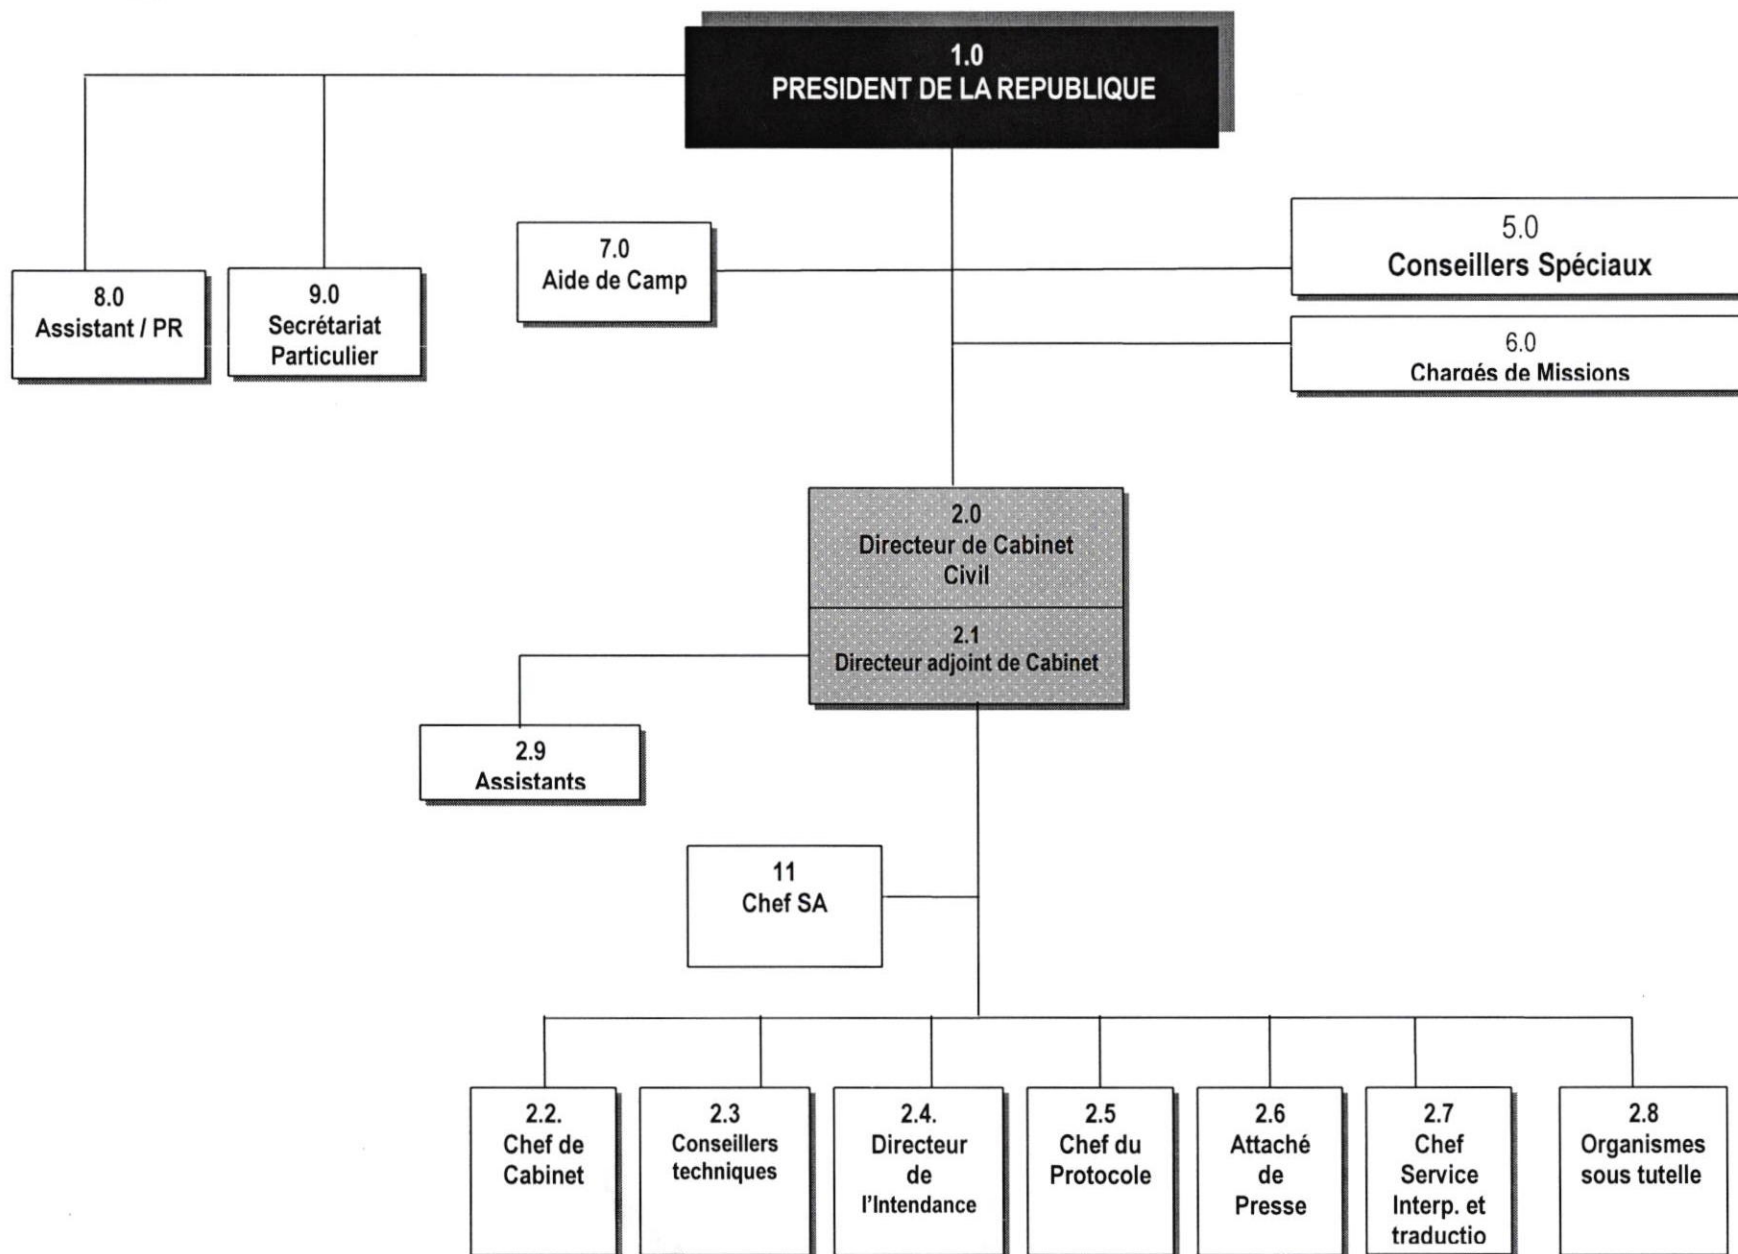 1.0
PRESIDENT DE LA REPUBLIQUE
7.0
Aide de Camp
5.0
Conseillers Spéciaux
8.0
Assistant / PR
9.0
Secrétariat
Particulier
6.0
Chargés de Missions
2.0
Directeur de Cabinet
Civil
2.1
Directeur adjoint de Cabinet
2.9
Assistants
11
Chef SA
2.2.
Chef de
Cabinet
2.3
Conseillers
techniques
2.4.
Directeur
de
l'Intendance
2.5
Chef du
Protocole
2.6
Attaché
de
Presse
2.7
Chef
Service
Interp. et
traductio
2.8
Organismes
sous tutelle